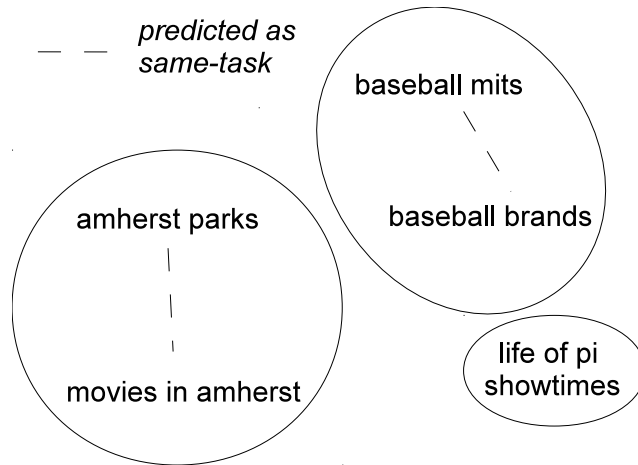 predicted as
same-task
baseball mits
baseball brands
amherst parks
movies in amherst
life of pi
showtimes